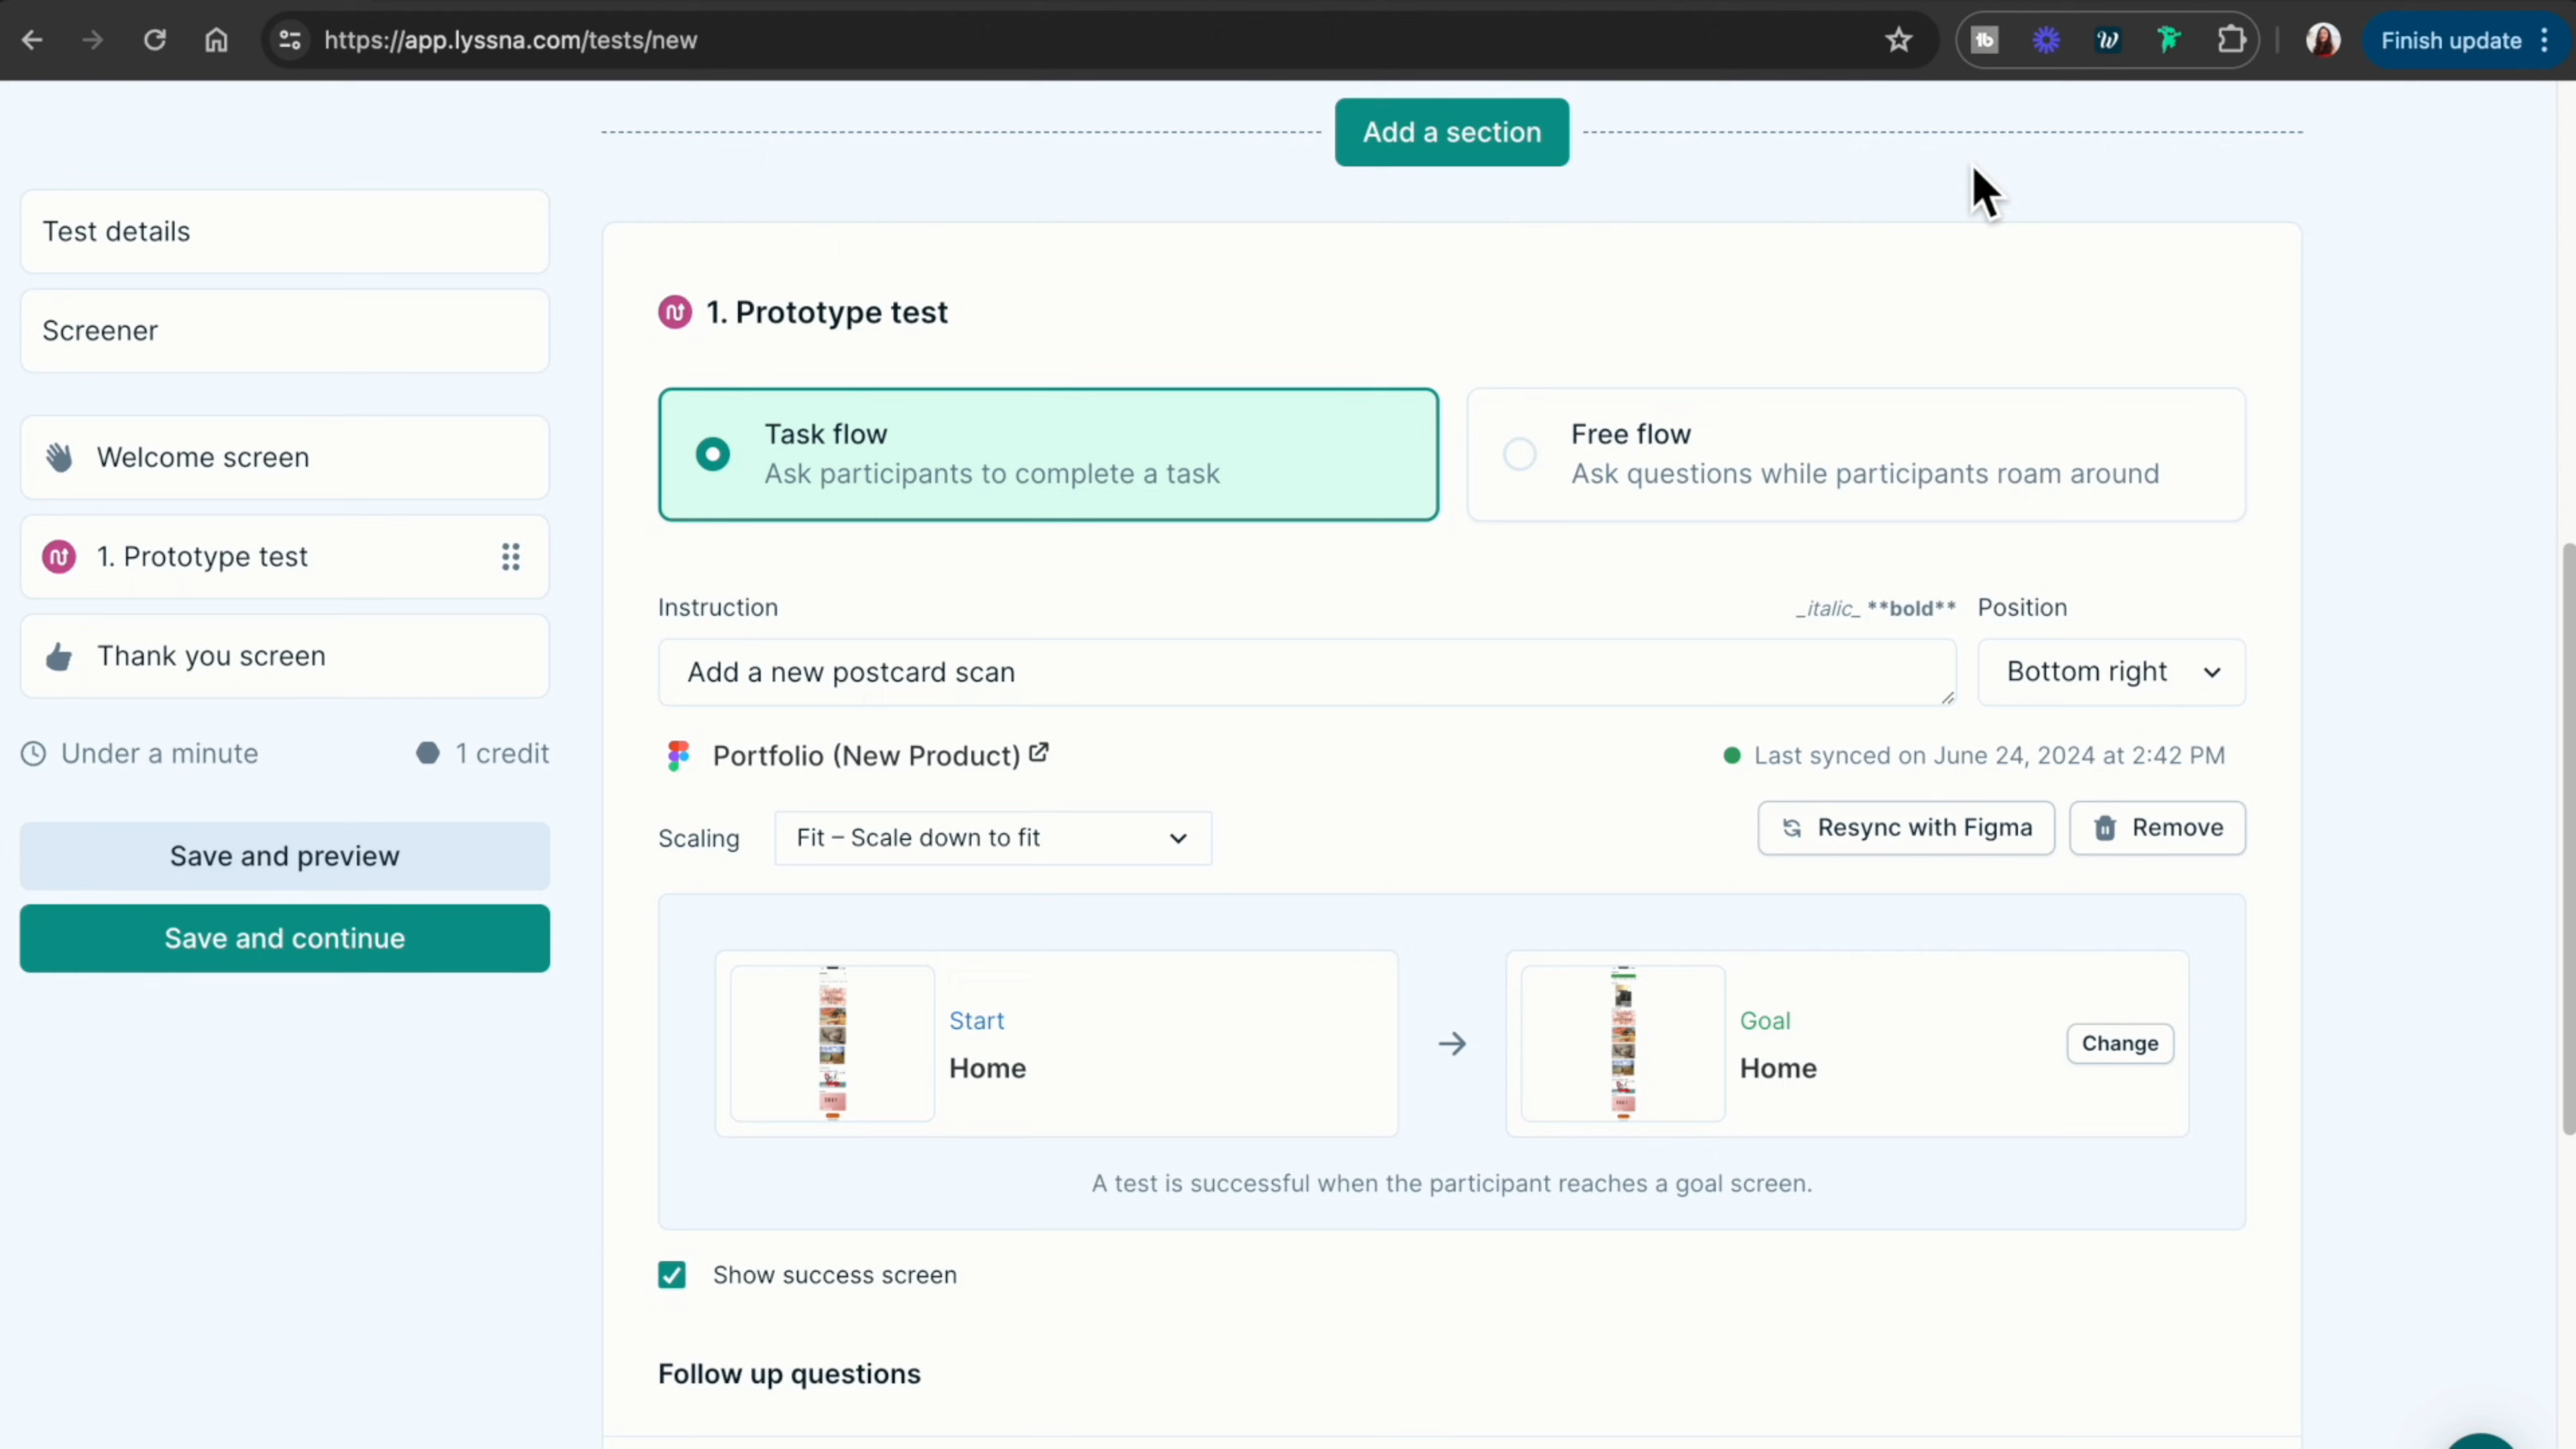 https://app.lyssna.com/tests/new
Finish update
Add a section
Test details
Screener
Welcome screen
1. Prototype test
Thank you screen
Under a minute
1 credit
Save and preview
Save and continue
1. Prototype test
Task flow
Ask participants to complete a task
Free flow
Ask questions while participants roam around
Instruction
_italic_ **bold**
Position
Add a new postcard scan
Bottom right
Portfolio (New Product)
Last synced on June 24, 2024 at 2:42 PM
Scaling
Fit – Scale down to fit
Resync with Figma
Remove
Start
Home
Goal
Home
Change
A test is successful when the participant reaches a goal screen.
Show success screen
Follow up questions